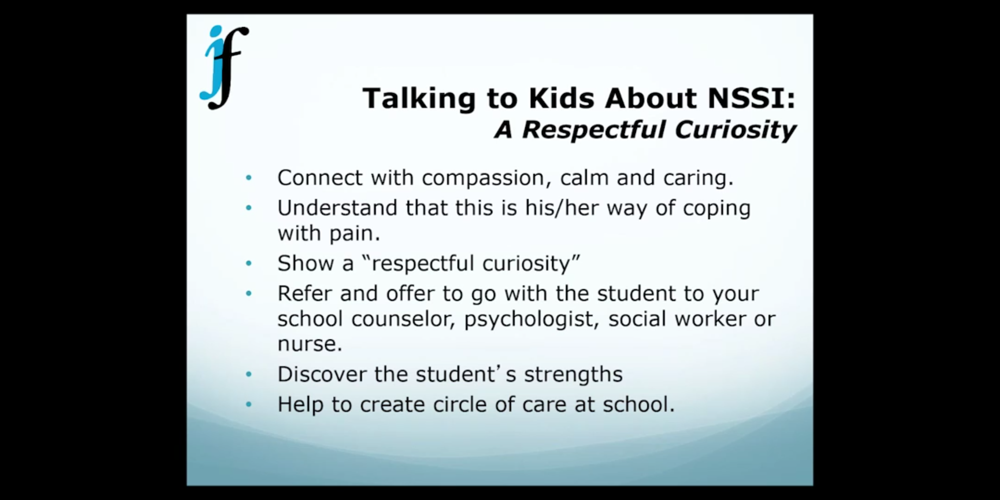 jf
Talking to Kids About NSSI:
A Respectful Curiosity
• Connect with compassion, calm and caring.
• Understand that this is his/her way of coping
with pain.
• Show a “respectful curiosity”
• Refer and offer to go with the student to your
school counselor, psychologist, social worker or
nurse.
• Discover the student’s strengths
• Help to create circle of care at school.